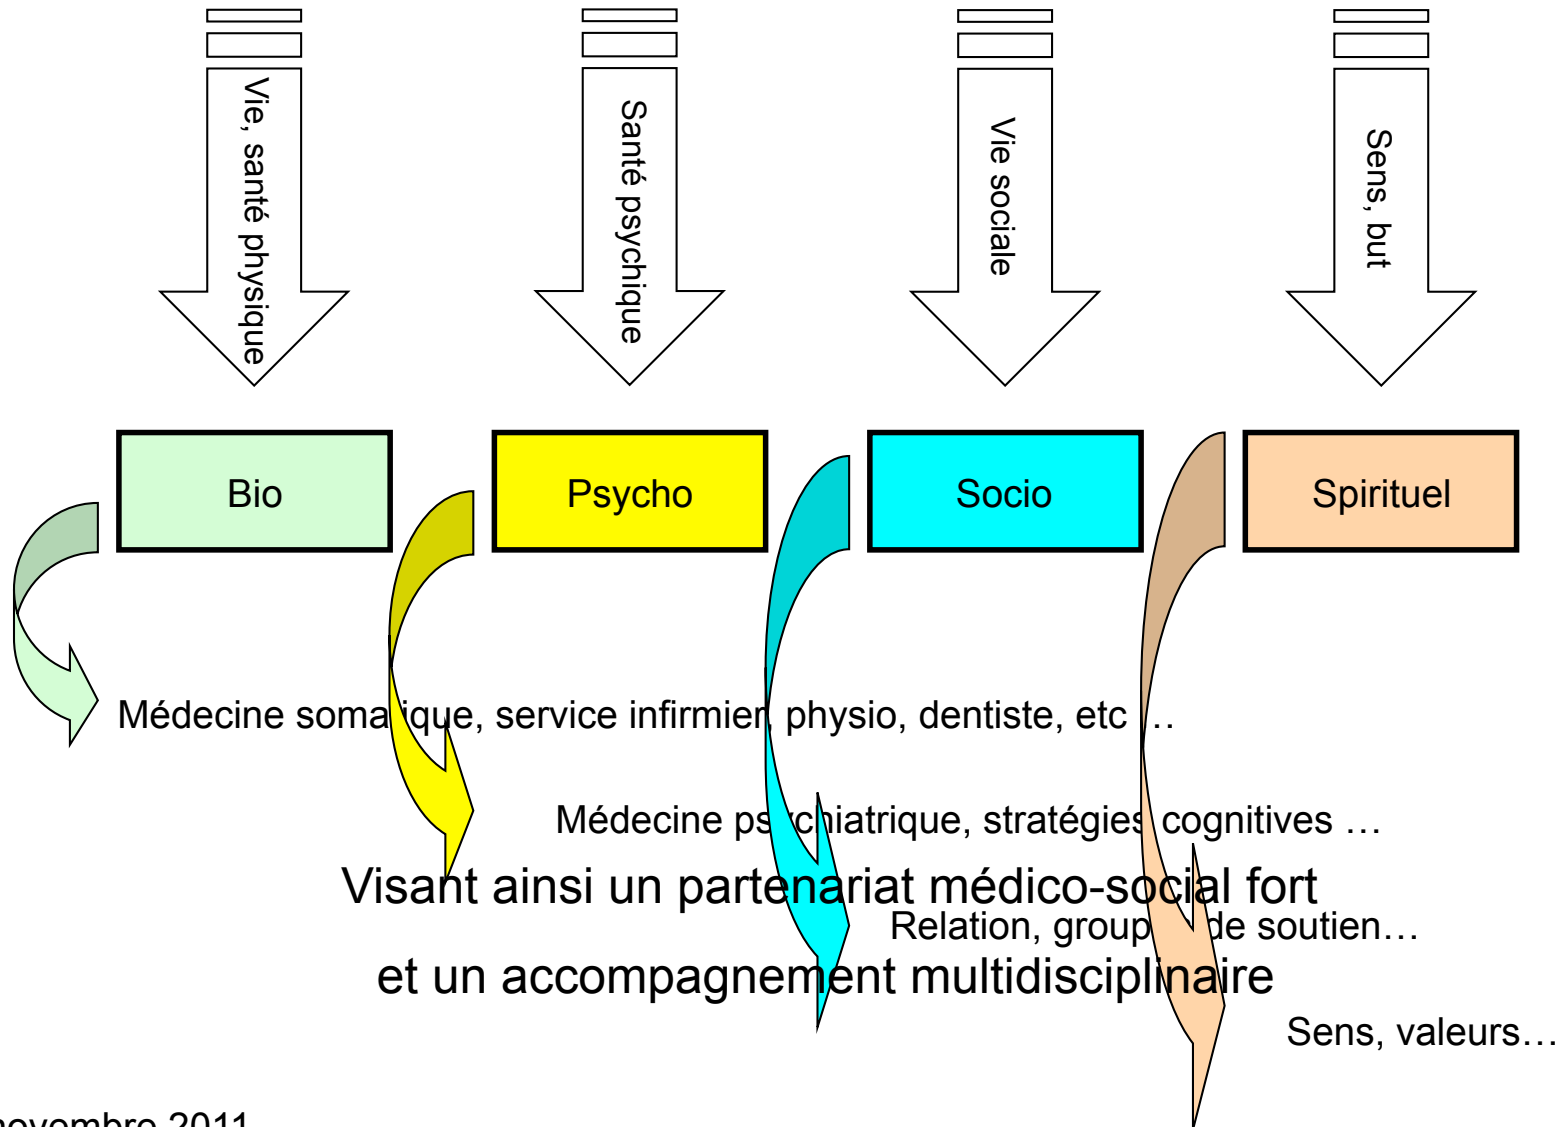 Vie, santé physique
Santé psychique
Vie sociale
Sens, but
Bio
Psycho
Socio
Spirituel
Médecine somatique, service infirmier, physio, dentiste, etc …
Médecine psychiatrique, stratégies cognitives …
Visant ainsi un partenariat médico-social fort
Relation, groupe de soutien…
et un accompagnement multidisciplinaire
Sens, valeurs…
novembre 2011